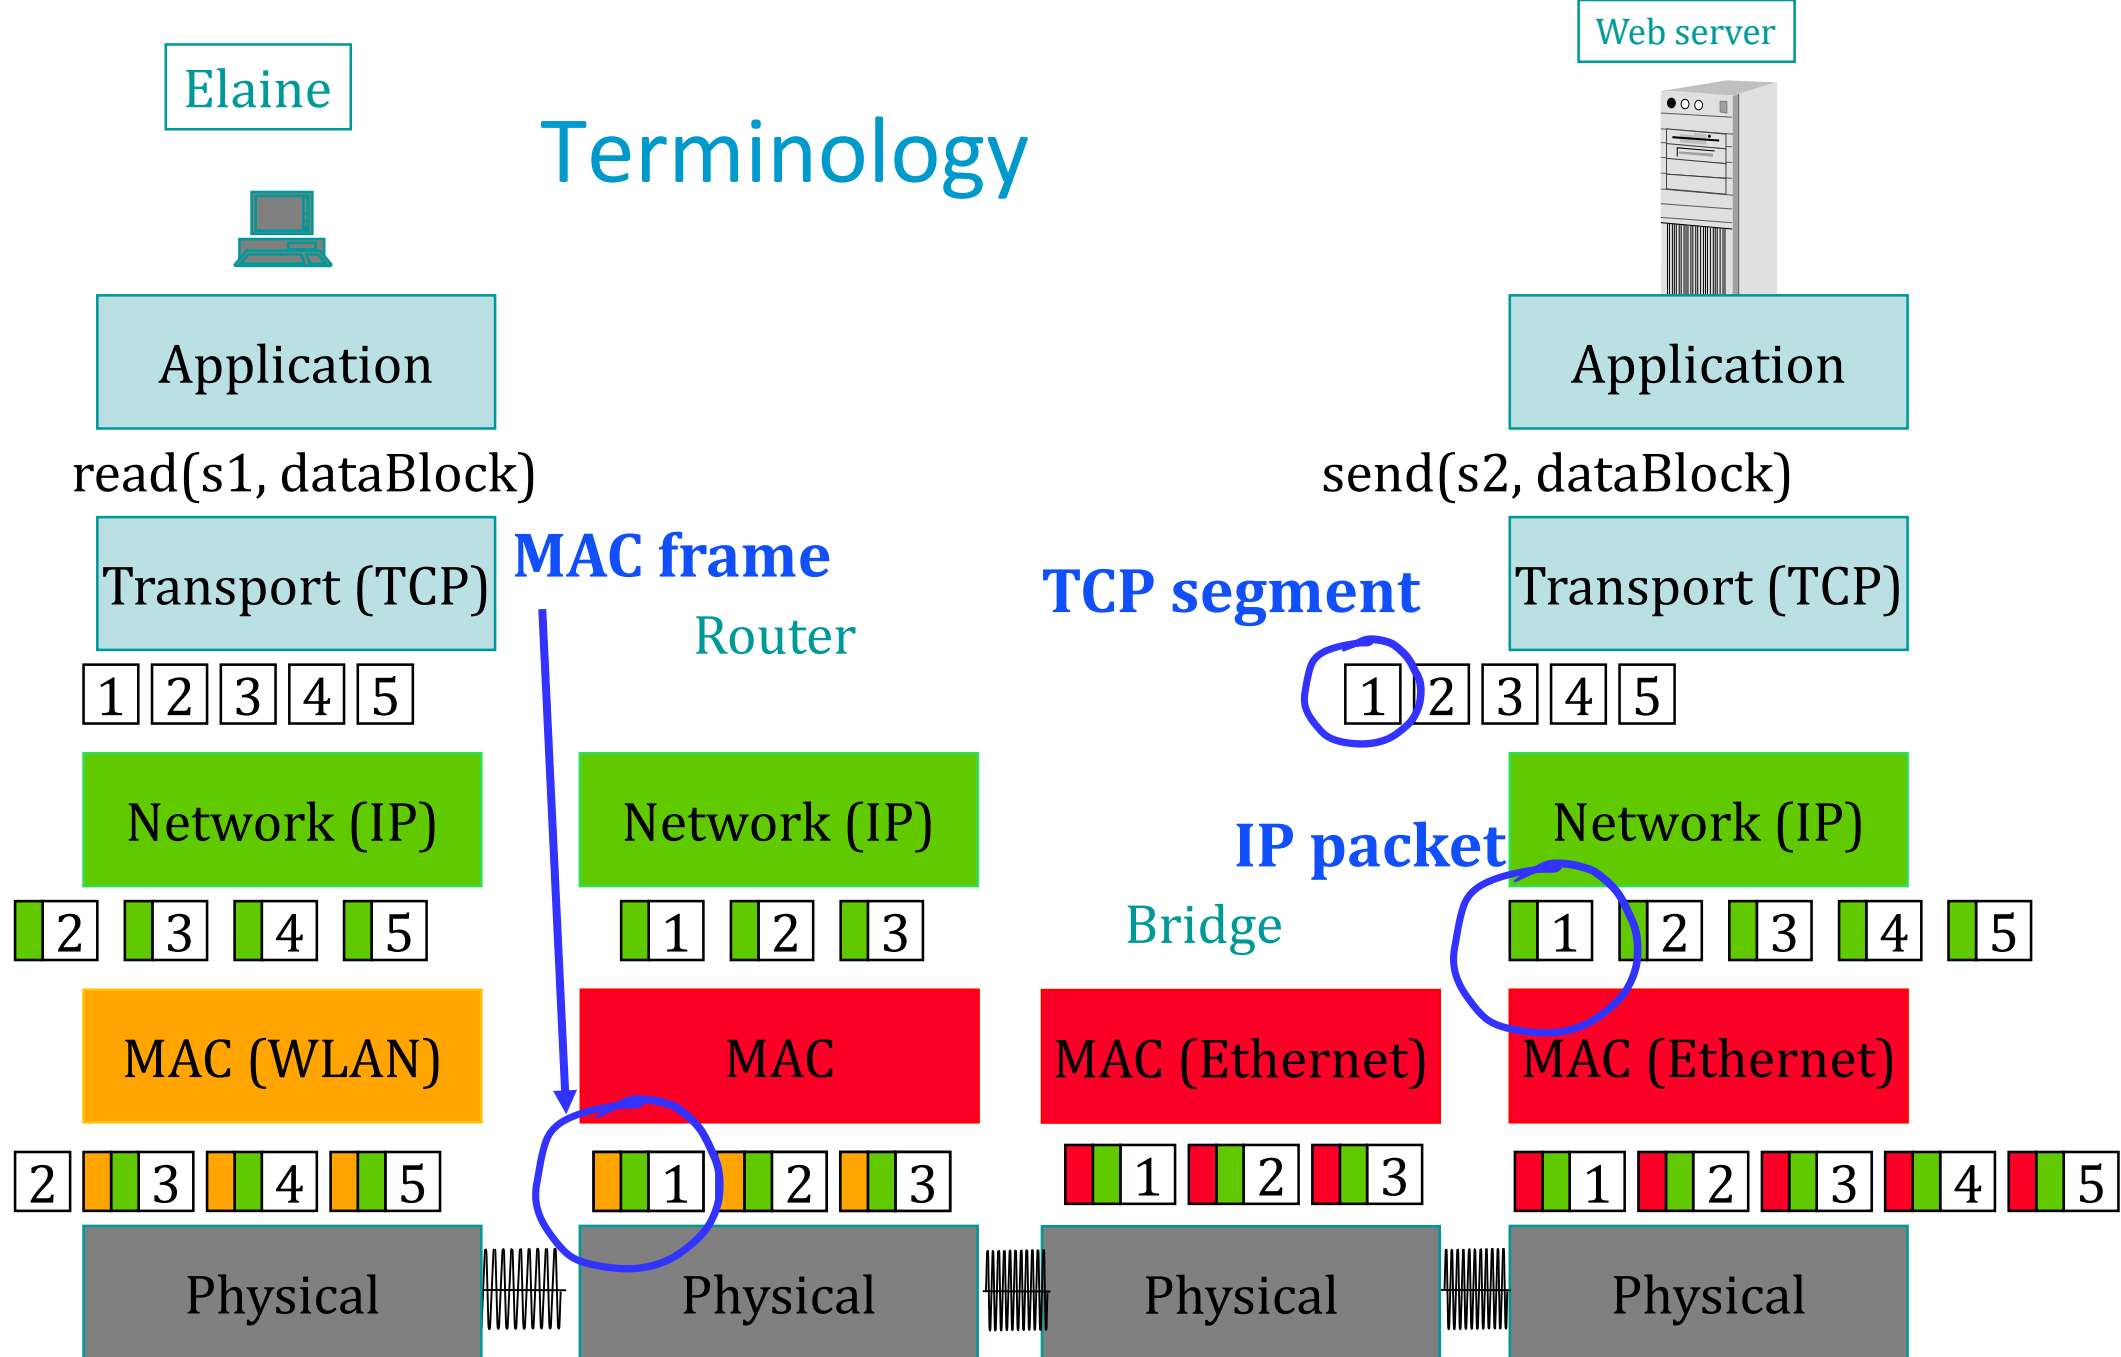 Web server
Elaine
Terminology
Application
Application
read(s1, dataBlock)
send(s2, dataBlock)
MAC frame
TCP segment
Transport (TCP)
Router
Transport (TCP)
1 2 3 4 5
1 2 3 4 5
Network (IP)
Network (IP)
IP packet
Network (IP)
Bridge
2 3 4 5
1 2 3
1 2 3 4 5
MAC (WLAN)
MAC
MAC (Ethernet)
MAC (Ethernet)
2 3 4 5
1 2 3
1 2 3
1 2 3 4 5
Physical
Physical
Physical
Physical